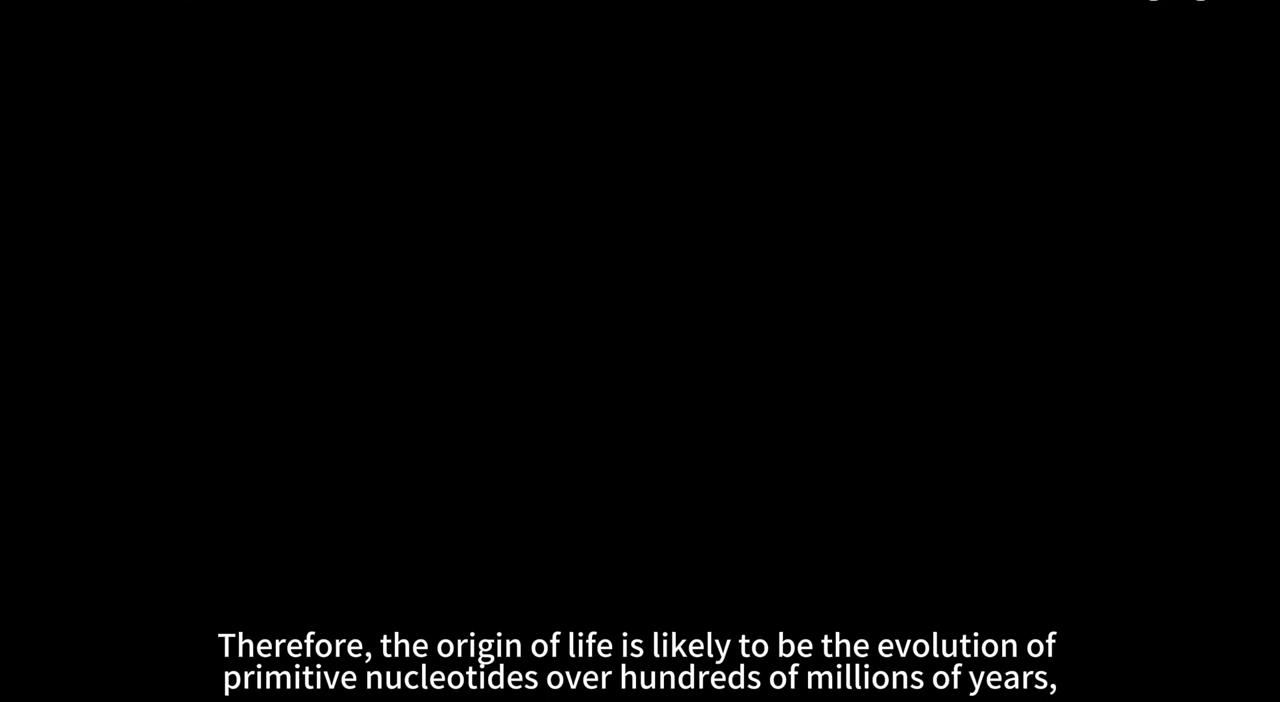 Therefore, the origin of life is likely to be the evolution of
primitive nucleotides over hundreds of millions of years,